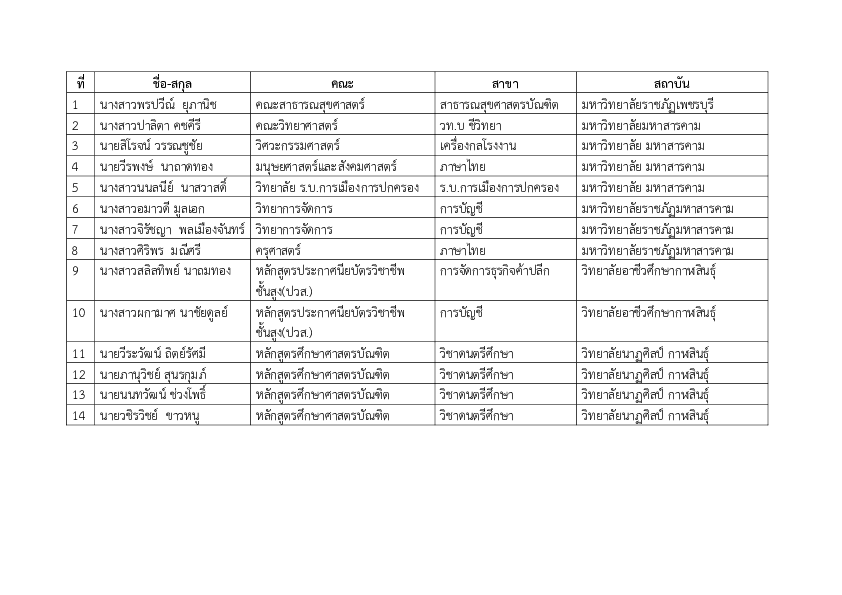 ที่ ชื่อ-สกุล คณะ สาขา สถาบัน
1 นางสาวพรปวีณ์ ยุภานิช คณะสาธารณสุขศาสตร์ สาธารณสุขศาสตรบัณฑิต มหาวิทยาลัยราชภัฏเพชรบุรี
2 นางสาวปาลิตา คชคีรี คณะวิทยาศาสตร์ วท.บ ชีวิทยา มหาวิทยาลัยมหาสารคาม
3 นายสิโรจน์ วรรณชูชัย วิศวะกรรมศาสตร์ เครื่องกลโรงงาน มหาวิทยาลัย มหาสารคาม
4 นายวีรพงษ์ นาถาดทอง มนุษยศาสตร์และสังคมศาสตร์ ภาษาไทย มหาวิทยาลัย มหาสารคาม
5 นางสาวนนลนีย์ นาสวาสดิ์ วิทยาลัย ร.บ.การเมืองการปกครอง ร.บ.การเมืองการปกครอง มหาวิทยาลัย มหาสารคาม
6 นางสาวอมาวดี มูลเอก วิทยาการจัดการ การบัญชี มหาวิทยาลัยราชภัฏมหาสารคาม
7 นางสาวจิรัชญา พลเมืองจันทร์ วิทยาการจัดการ การบัญชี มหาวิทยาลัยราชภัฏมหาสารคาม
8 นางสาวศิริพร มณีศรี ครุศาสตร์ ภาษาไทย มหาวิทยาลัยราชภัฏมหาสารคาม
9 นางสาวสลิลทิพย์ นาถมทอง หลักสูตรประกาศนียบัตรวิชาชีพ การจัดการธุรกิจค้าปลีก วิทยาลัยอาชีวศึกษากาฬสินธุ์
ชั้นสูง(ปวส.)
10 นางสาวผกามาศ นาชัยดูลย์ หลักสูตรประกาศนียบัตรวิชาชีพ การบัญชี วิทยาลัยอาชีวศึกษากาฬสินธุ์
ชั้นสูง(ปวส.)
11 นายวีระวัฒน์ ถิตย์รัศมี หลักสูตรศึกษาศาสตรบัณฑิต วิชาดนตรีศึกษา วิทยาลัยนาฏศิลป์ กาฬสินธุ์
12 นายภานุวิชย์ สุนรกุมภ์ หลักสูตรศึกษาศาสตรบัณฑิต วิชาดนตรีศึกษา วิทยาลัยนาฏศิลป์ กาฬสินธุ์
13 นายนนทวัฒน์ ช่วงโพธิ์ หลักสูตรศึกษาศาสตรบัณฑิต วิชาดนตรีศึกษา วิทยาลัยนาฏศิลป์ กาฬสินธุ์
14 นายวชิรวิชย์ ขาวหนู หลักสูตรศึกษาศาสตรบัณฑิต วิชาดนตรีศึกษา วิทยาลัยนาฏศิลป์ กาฬสินธุ์